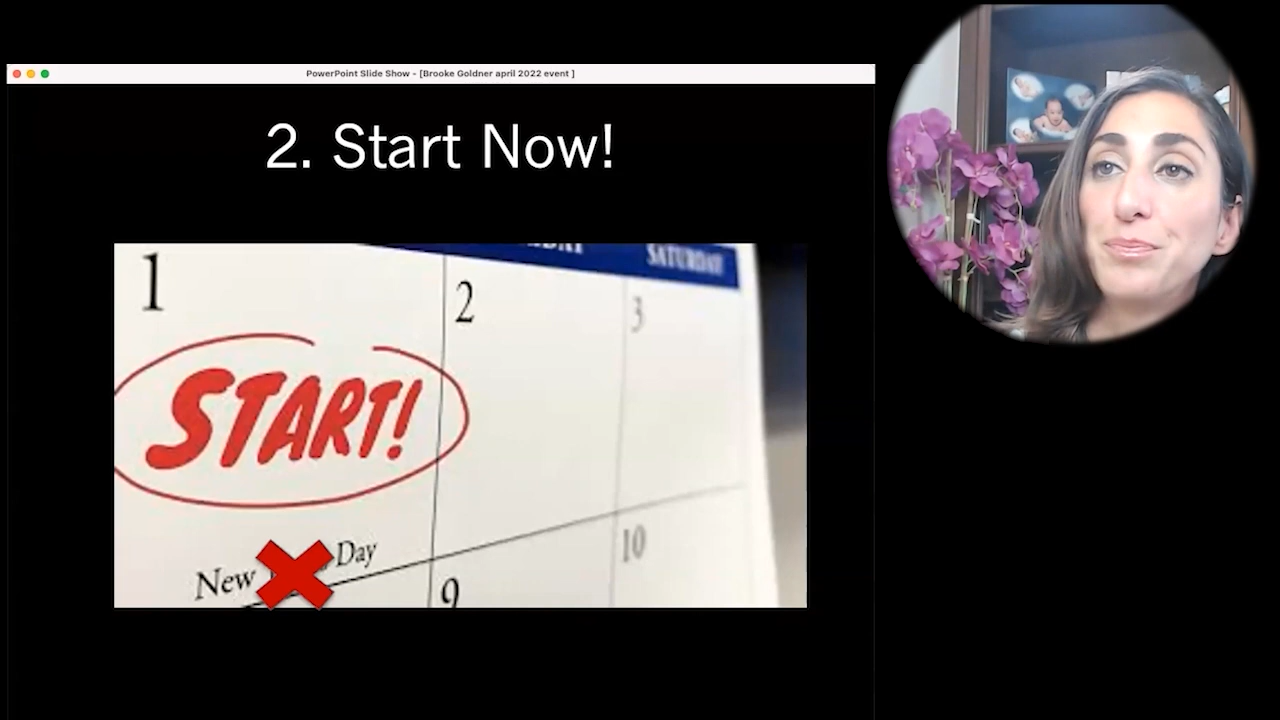 PowerPoint Slide Show - [Brooke Goldner april 2022 event ]
2. Start Now!
SATURDAY
1
2
3
START!
10
New Day
9